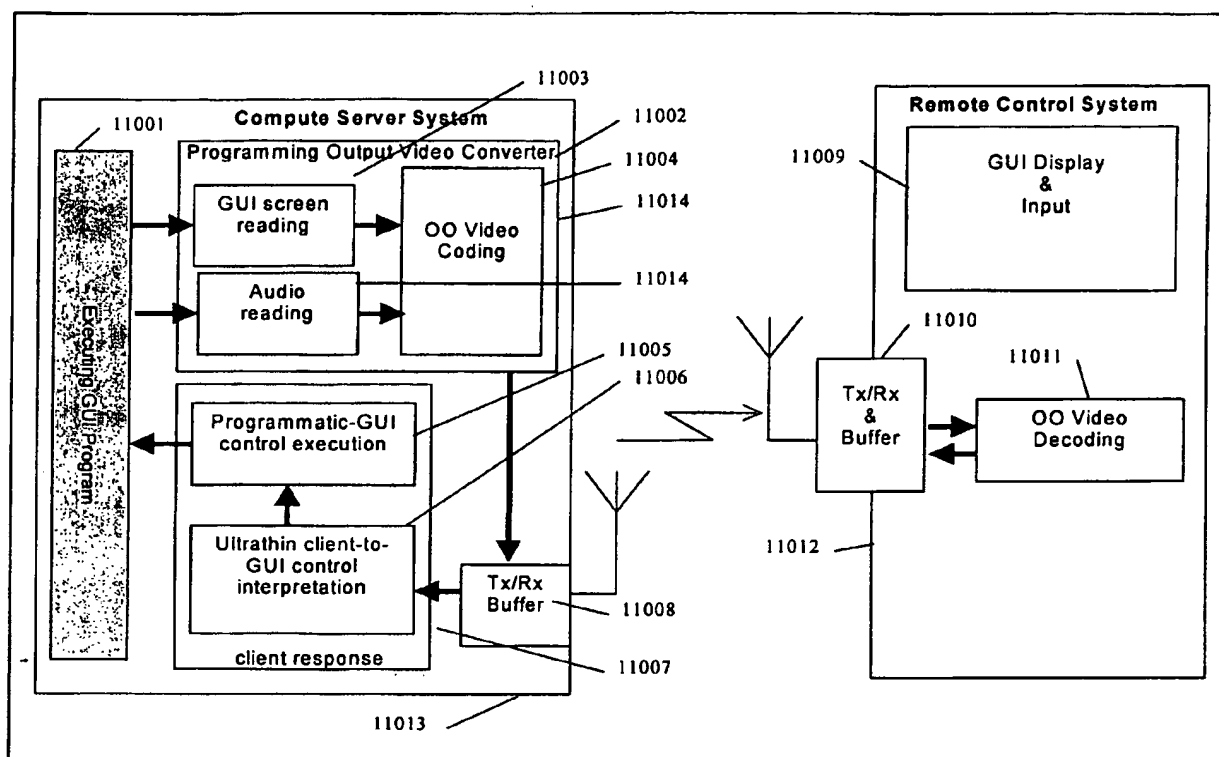 11003
11001
Compute Server System
11002
Programming Output Video Converter
11004
11014
GUI screen
reading
OO Video
Coding
Audio
reading
11014
11005
11006
Executing GUI Program
Programmatic-GUI
control execution
Ultrathin client-to-
GUI control
interpretation
Tx/Rx
Buffer
11008
client response
11007
11013
Remote Control System
11009
GUI Display
&
Input
11010
11011
Tx/Rx
&
Buffer
OO Video
Decoding
11012